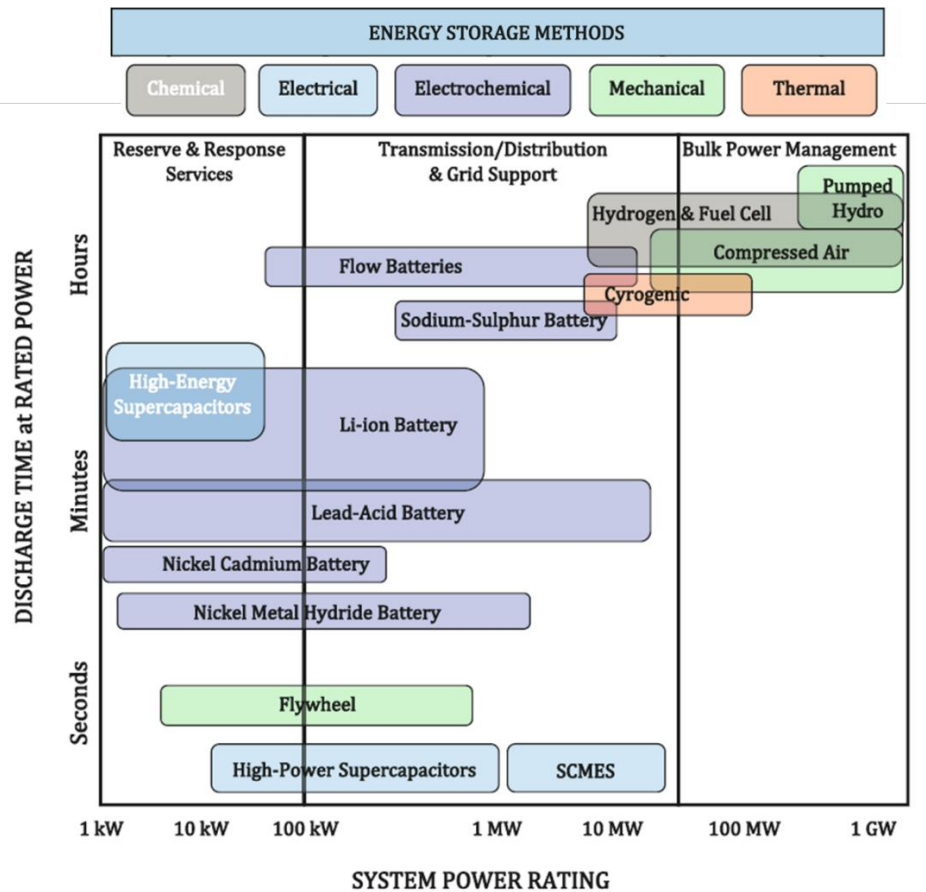 ENERGY STORAGE METHODS
Chemical
Electrical
Electrochemical
Mechanical
Thermal
Reserve & Response
Services
Transmission/Distribution
& Grid Support
Bulk Power Management
Pumped
Hydro
Hydrogen & Fuel Cell
Compressed Air
Flow Batteries
Cyrogenic
Sodium-Sulphur Battery
High-Energy
Supercapacitors
Li-ion Battery
Lead-Acid Battery
Nickel Cadmium Battery
Nickel Metal Hydride Battery
Flywheel
High-Power Supercapacitors
SCMES
DISCHARGE TIME at RATED POWER
Hours
Minutes
Seconds
1 kW
10 kW
100 kW
1 MW
10 MW
100 MW
1 GW
SYSTEM POWER RATING